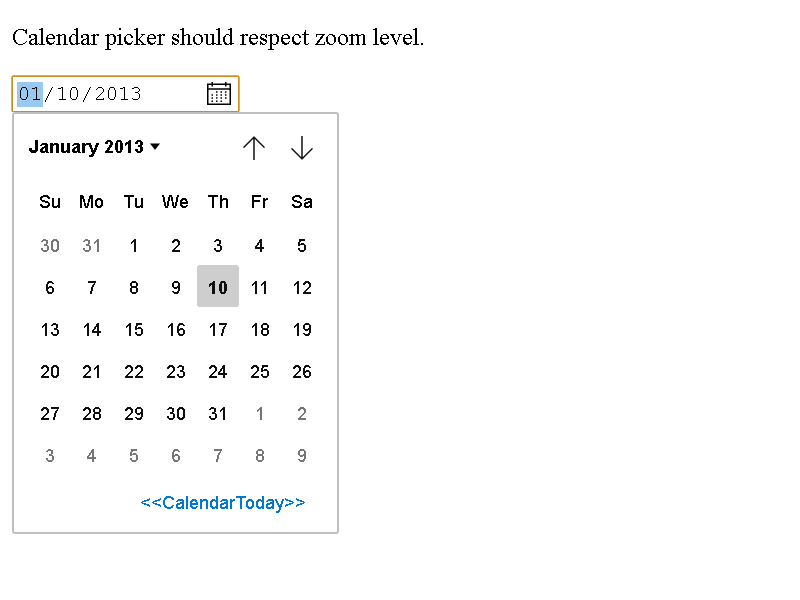 Calendar picker should respect zoom level.
01/10/2013
January 2013
Su Mo Tu We Th Fr Sa
30 31 1 2 3 4 5
6 7 8 9 10 11 12
13 14 15 16 17 18 19
20 21 22 23 24 25 26
27 28 29 30 31 1 2
3 4 5 6 7 8 9
<<CalendarToday>>